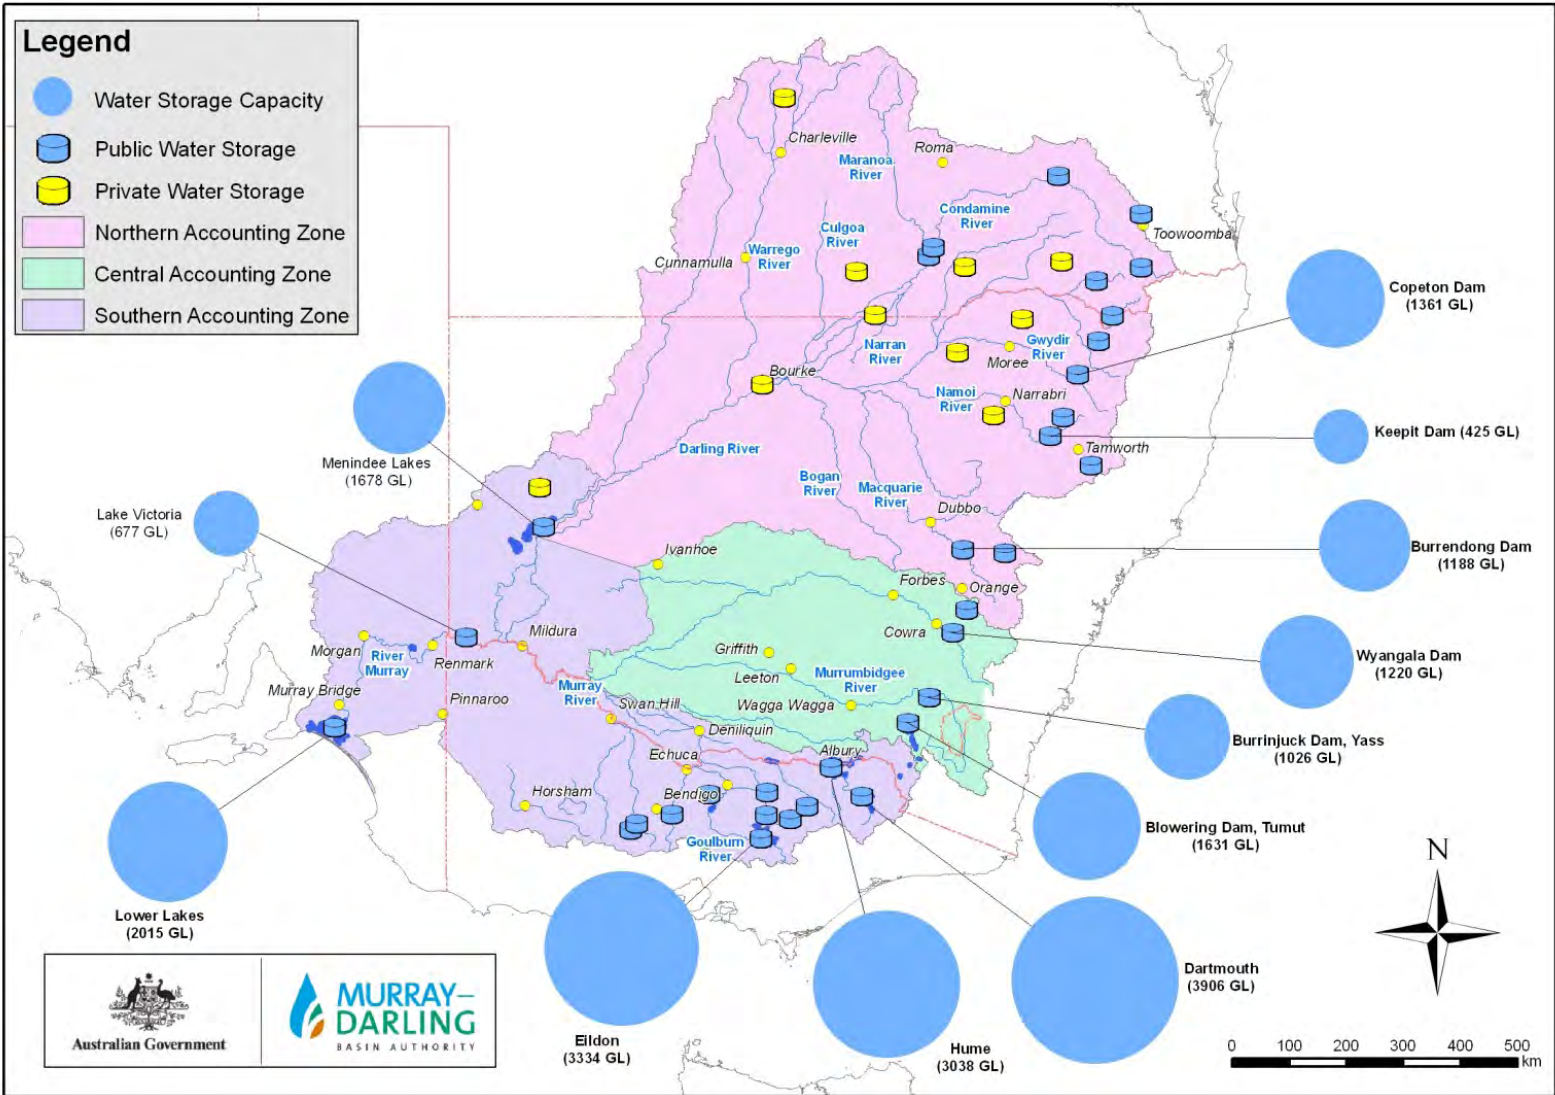 Legend
Water Storage Capacity
Public Water Storage
Private Water Storage
Northern Accounting Zone
Central Accounting Zone
Southern Accounting Zone
Charleville
Roma
Maranoa
River
Condamine
River
Culgoa
River
Toowoomba
Warrego
River
Cunnamulla
Copeton Dam
(1361 GL)
Narran
River
Gwydir
River
Moree
Bourke
Namoi
River
Narrabri
Keepit Dam (425 GL)
Tamworth
Darling River
Menindee Lakes
(1678 GL)
Bogan
River
Macquarie
River
Dubbo
Lake Victoria
(677 GL)
Ivanhoe
Burrendong Dam
(1188 GL)
Forbes
Orange
Cowra
Mildura
Griffith
Morgan
River
Murray
Renmark
Leeton
Murrumbidgee
River
Wyangala Dam
(1220 GL)
Murray Bridge
Pinnaroo
Murray
River
Swan Hill
Wagga Wagga
Deniliquin
Burrinjuck Dam, Yass
(1026 GL)
Echuca
Albury
Horsham
Bendigo
Goulburn
River
Blowering Dam, Tumut
(1631 GL)
N
Lower Lakes
(2015 GL)
Dartmouth
(3906 GL)
Eildon
(3334 GL)
Hume
(3038 GL)
Australian Government
MURRAY–
DARLING
BASIN AUTHORITY
0 100 200 300 400 500
km